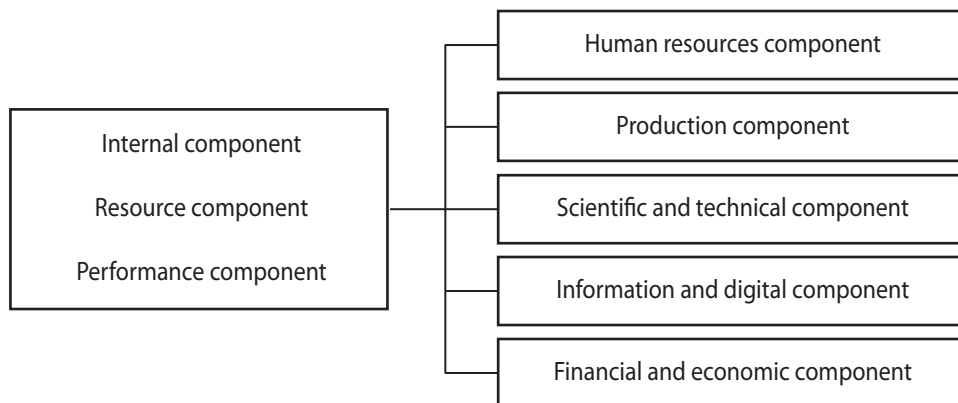 Internal component
Resource component
Performance component
Human resources component
Production component
Scientific and technical component
Information and digital component
Financial and economic component